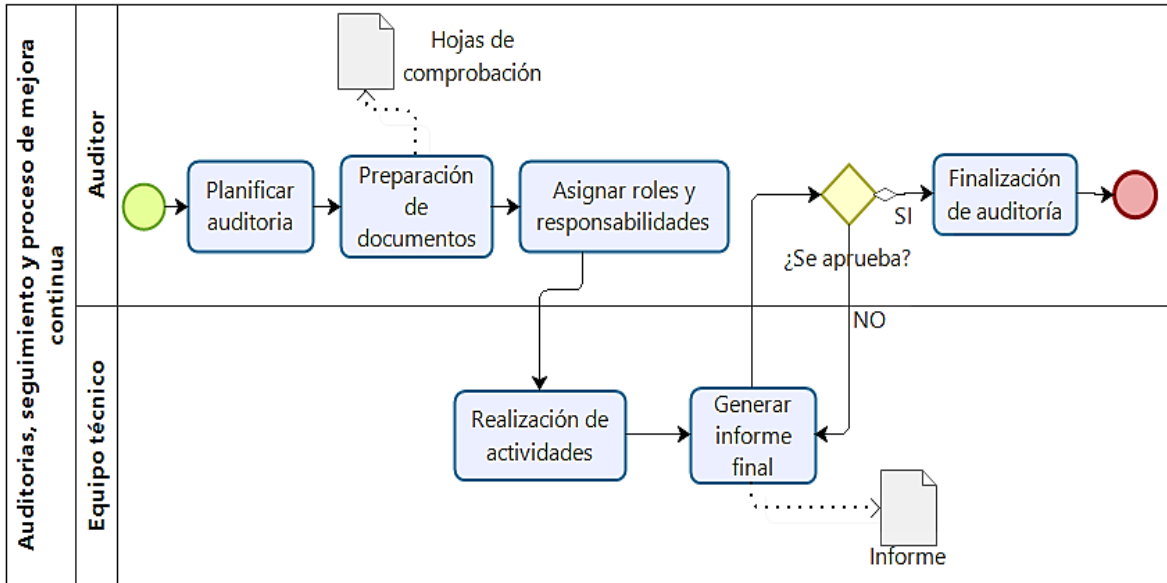 Auditorias, seguimiento y proceso de mejora
continua
Auditor
Hojas de
comprobación
Planificar
auditoria
Preparación
de
documentos
Asignar roles y
responsabilidades
¿Se aprueba?
SI
Finalización
de auditoría
NO
Equipo técnico
Realización de
actividades
Generar
informe
final
Informe